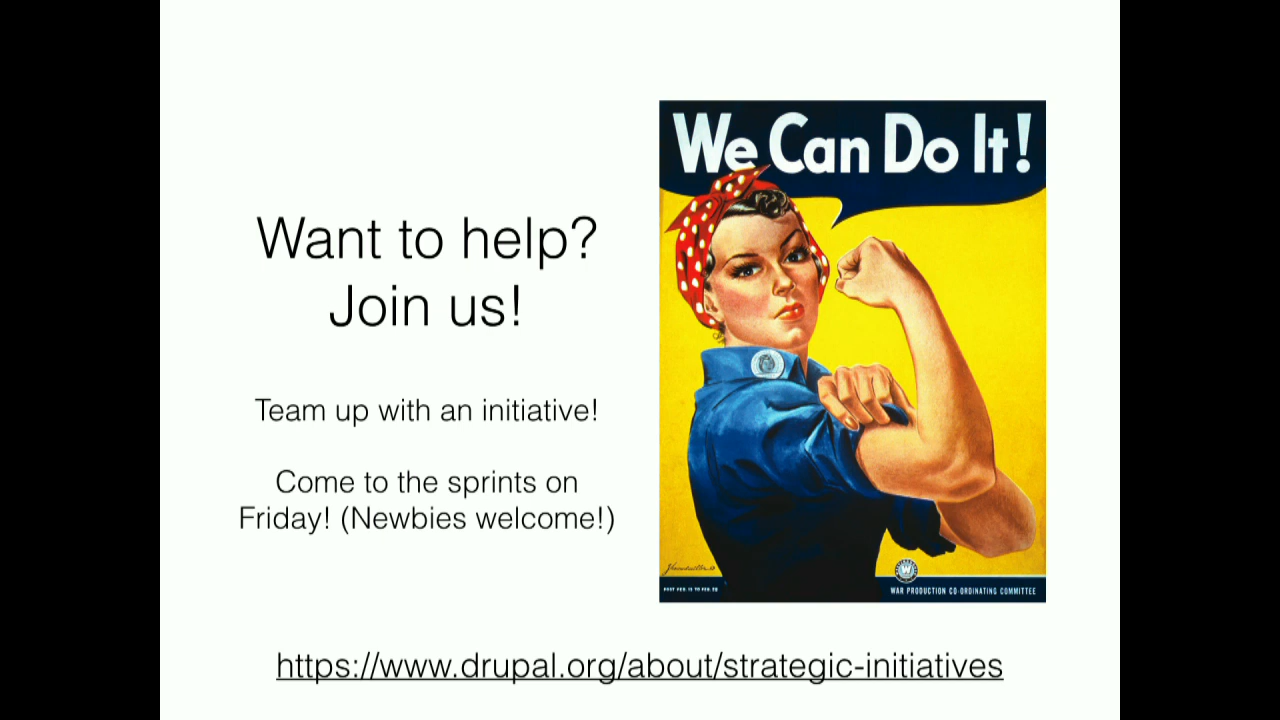 Want to help?
Join us!
Team up with an initiative!
Come to the sprints on
Friday! (Newbies welcome!)
We Can Do It!
WAR PRODUCTION CO-ORDINATING COMMITTEE
https://www.drupal.org/about/strategic-initiatives